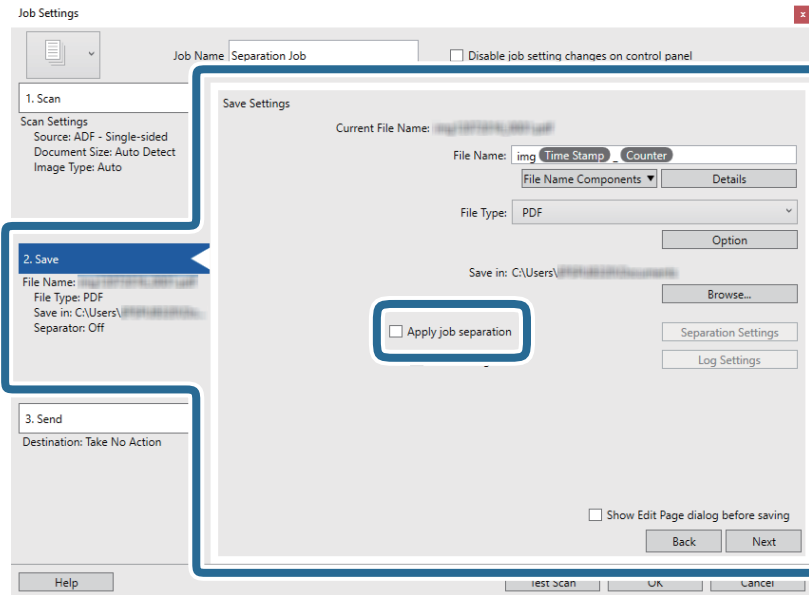 Job Settings
x
Job Name Separation Job
Disable job setting changes on control panel
1. Scan
Scan Settings
Source: ADF - Single-sided
Document Size: Auto Detect
Image Type: Auto
2. Save
File Name:
File Type: PDF
Save in: C:\Users\
Separator: Off
3. Send
Destination: Take No Action
Save Settings
Current File Name:
File Name: img Time Stamp _ Counter
File Name Components ▼ Details
File Type: PDF
Option
Save in: C:\Users\
Browse...
Apply job separation
Separation Settings
Log Settings
Show Edit Page dialog before saving
Back Next
Help Test Scan OK Cancel